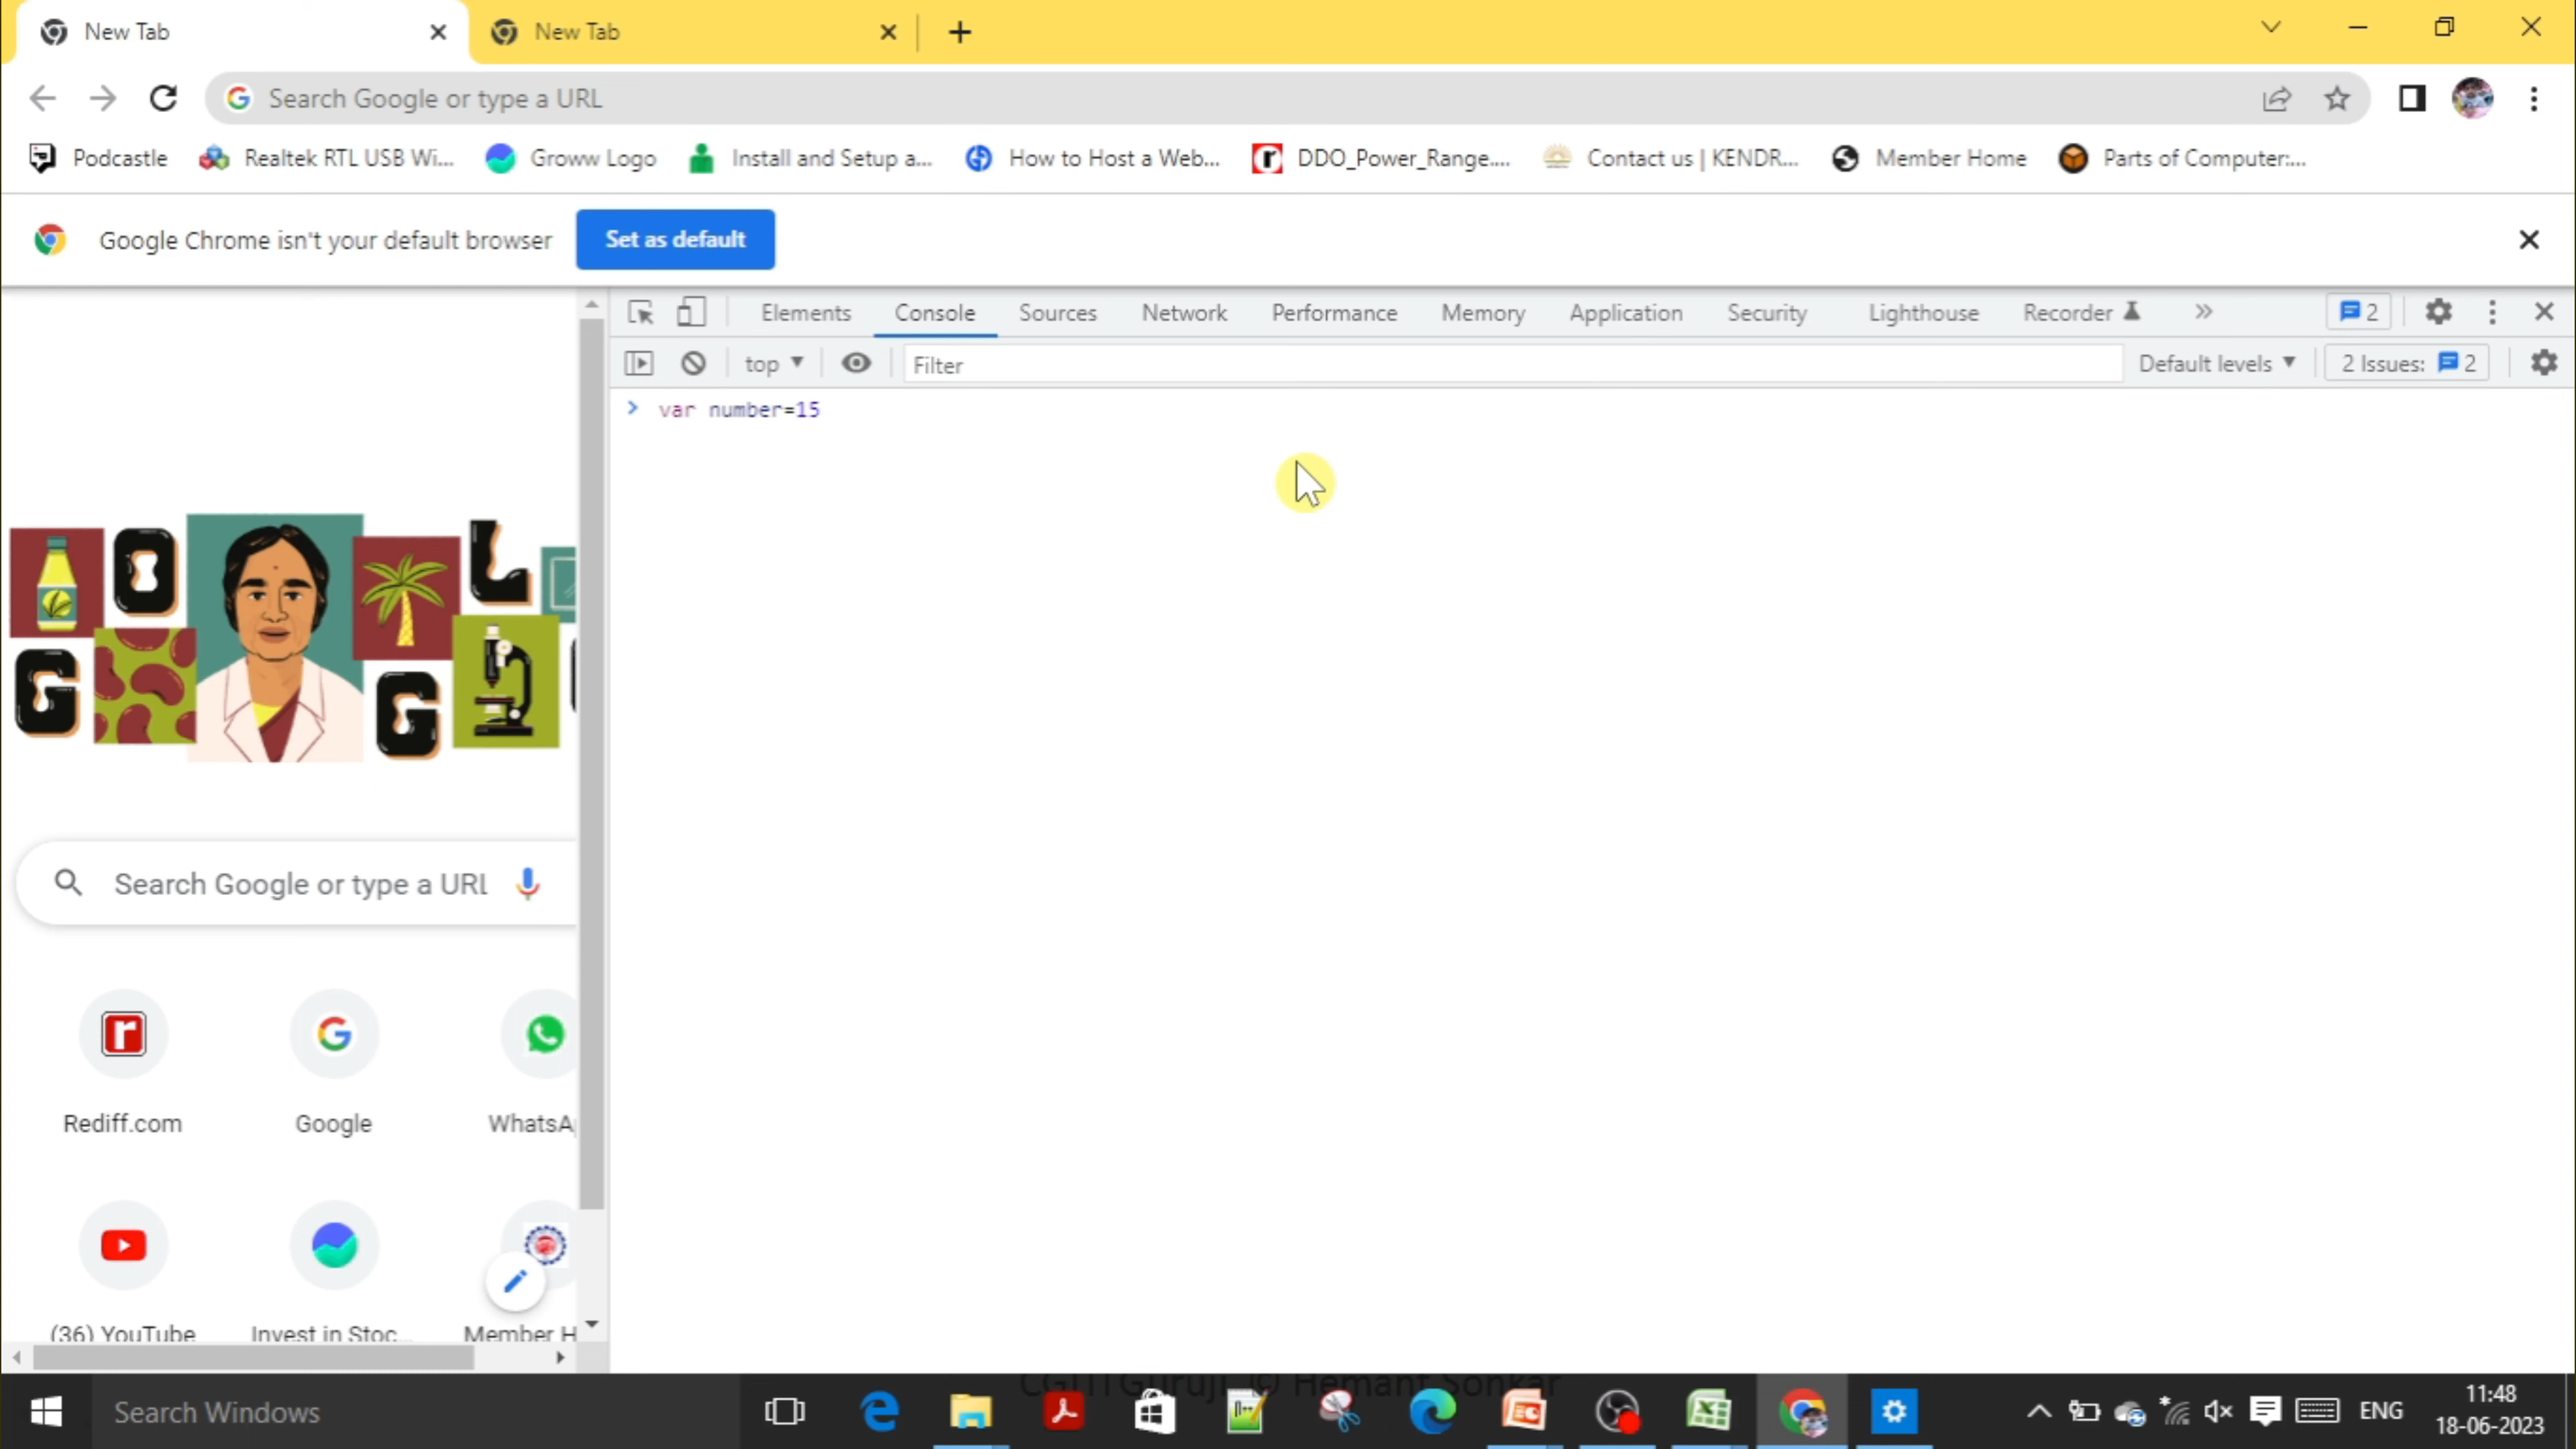 New Tab
New Tab
Search Google or type a URL
Podcastle
Realtek RTL USB Wi...
Groww Logo
Install and Setup a...
How to Host a Web...
DDO_Power_Range....
Contact us | KENDR...
Member Home
Parts of Computer:...
Google Chrome isn't your default browser
Set as default
Elements
Console
Sources
Network
Performance
Memory
Application
Security
Lighthouse
Recorder
2
top
Filter
Default levels
2 Issues: 2
var number=15
Search Google or type a URL
Rediff.com
Google
WhatsA
(36) YouTube
Invest in Stoc...
Member H
Hemant Sonkar
Search Windows
ENG
11:48
18-06-2023